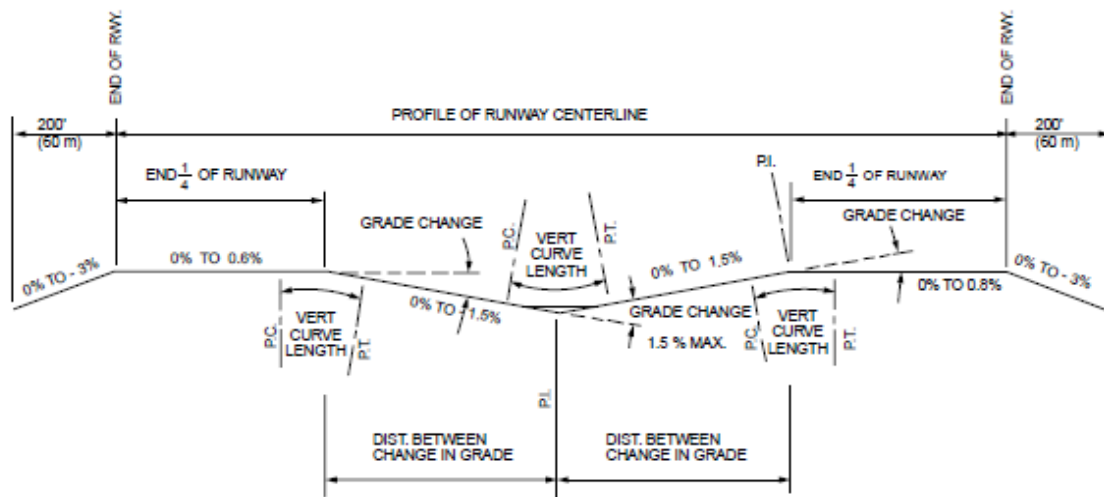 END OF RWY.
END OF RWY.
200'
(60 m)
PROFILE OF RUNWAY CENTERLINE
200'
(60 m)
P.I.
END 1/4 OF RUNWAY
END 1/4 OF RUNWAY
GRADE CHANGE
GRADE CHANGE
P.C.
VERT
CURVE
LENGTH
P.T.
0% TO - 3%
0% TO 0.6%
0% TO 1.5%
0% TO - 3%
0% TO 0.8%
0% TO - 1.5%
GRADE CHANGE
1.5 % MAX.
P.C.
VERT
CURVE
LENGTH
P.T.
P.C.
VERT
CURVE
LENGTH
P.T.
P.I.
DIST. BETWEEN
CHANGE IN GRADE
DIST. BETWEEN
CHANGE IN GRADE